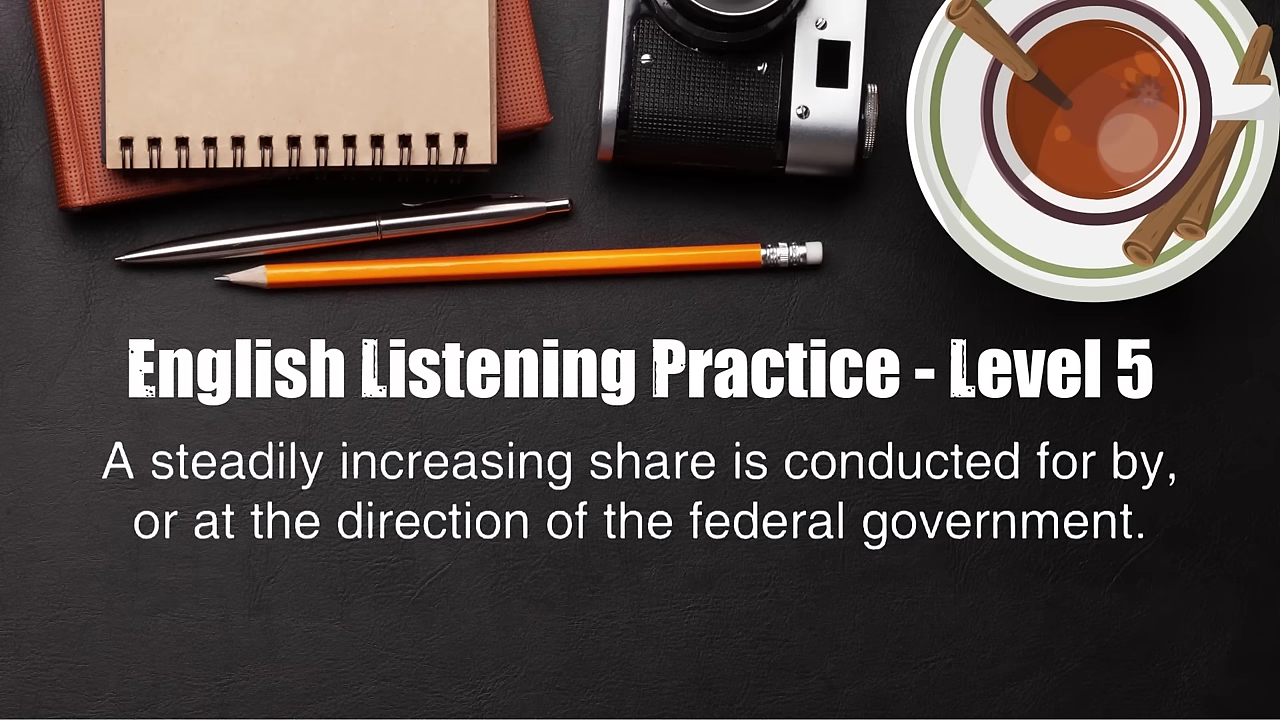 English Listening Practice - Level 5
A steadily increasing share is conducted for by,
or at the direction of the federal government.